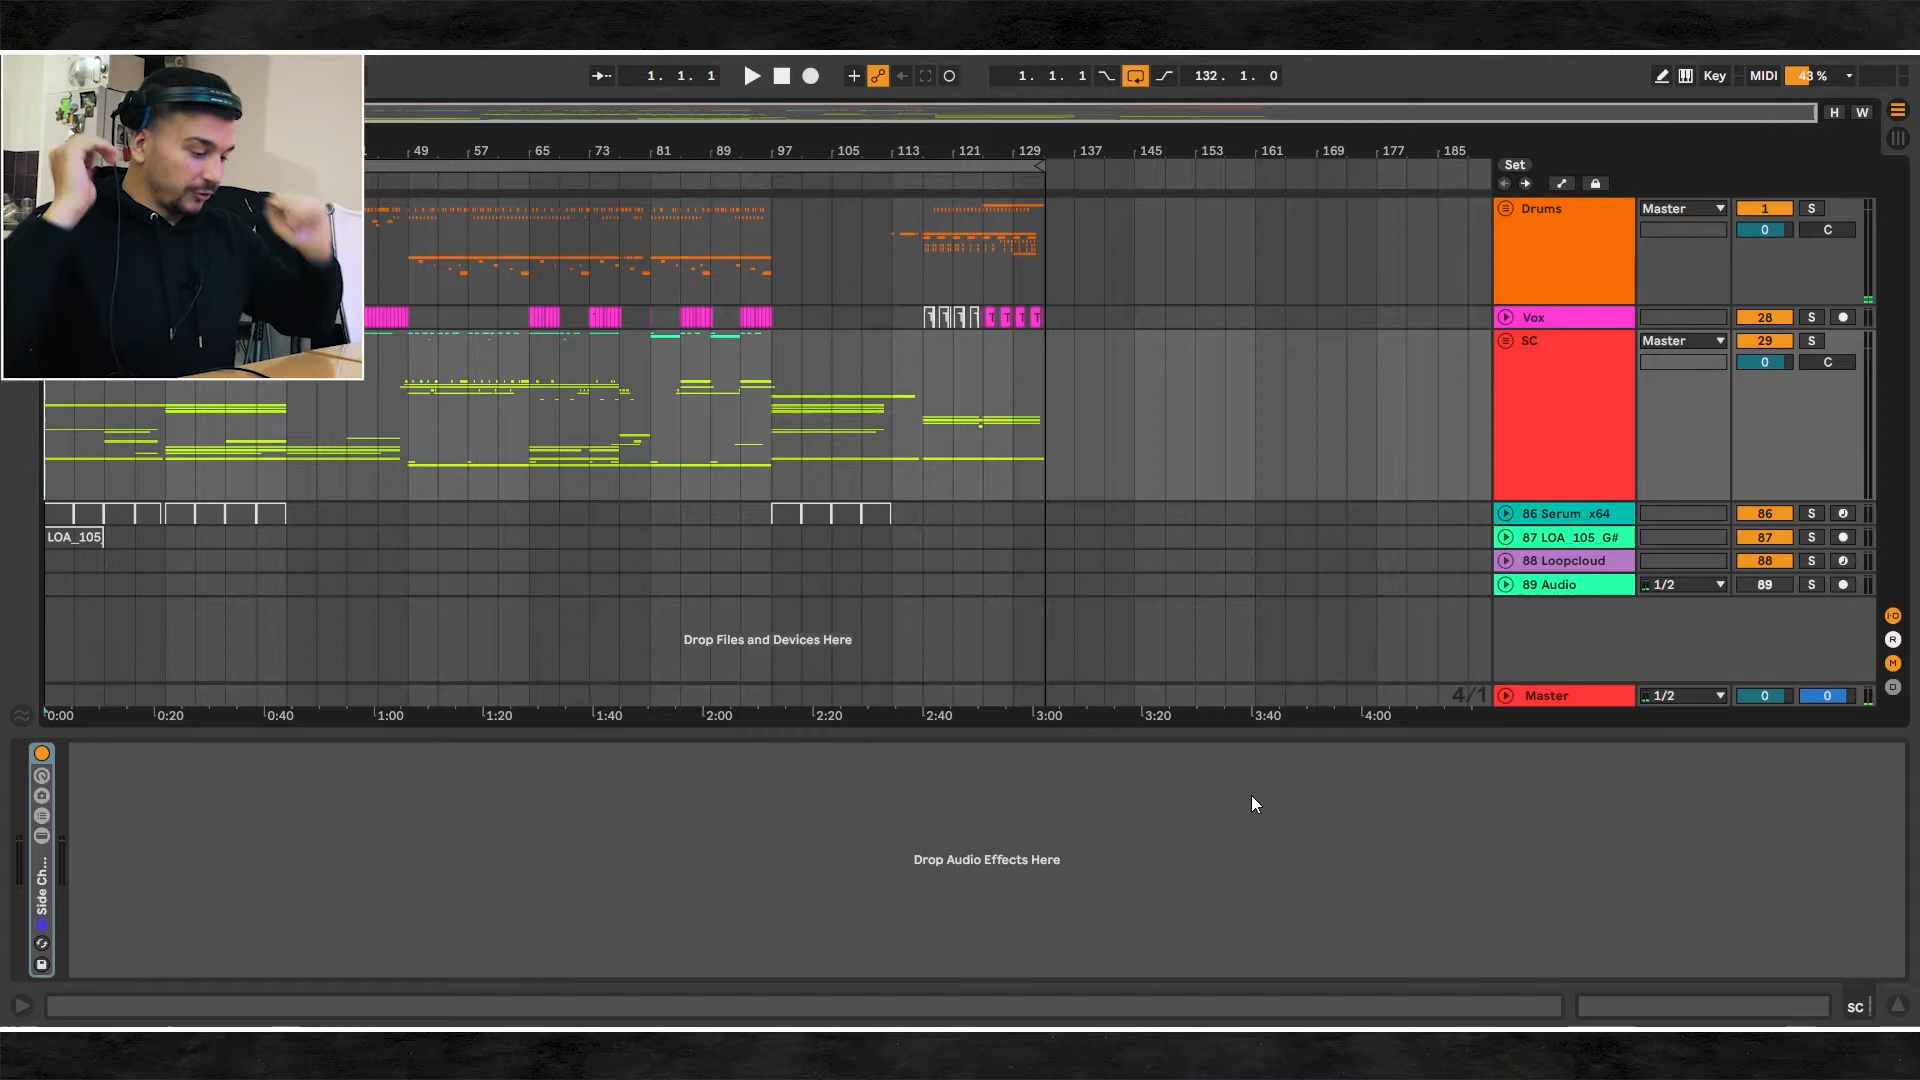 1. 1. 1
1. 1. 1
132. 1. 0
Key
MIDI
43 %
H
W
49 57 65 73 81 89 97 105 113 121 129 137 145 153 161 169 177 185
Set
Drums
Master
1
S
0
C
Vox
28
S
SC
Master
29
S
0
C
86 Serum_x64
86
S
LOA_105
87 LOA_105_G#
87
S
88 Loopcloud
88
S
89 Audio
1/2
89
S
Drop Files and Devices Here
I·O
R
M
D
4/1
Master
1/2
0
0
0:00 0:20 0:40 1:00 1:20 1:40 2:00 2:20 2:40 3:00 3:20 3:40 4:00
Side Ch...
Drop Audio Effects Here
SC